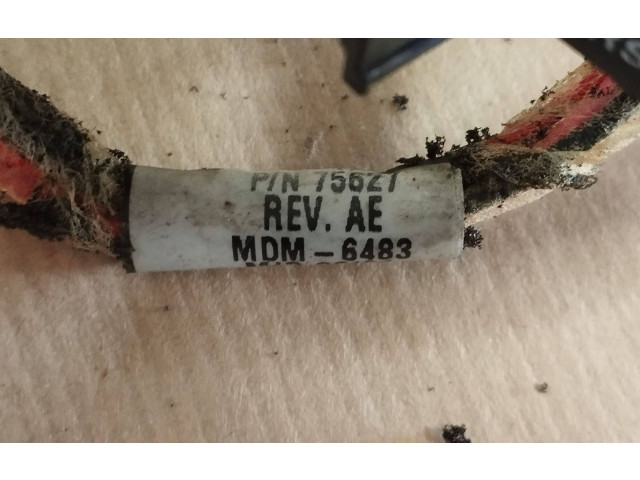 P/N 75627
REV. AE
MDM-6483